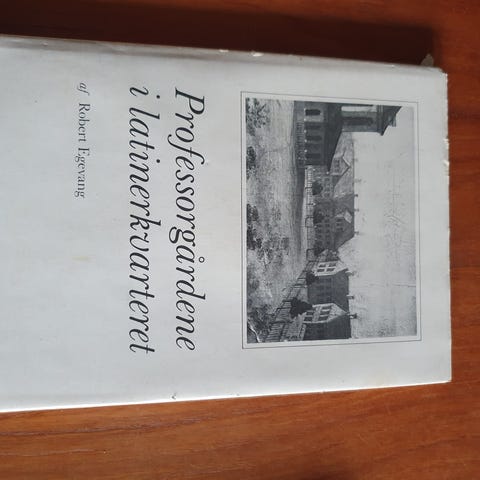 Professorgårdene
i latinerkvarteret
af Robert Egevang